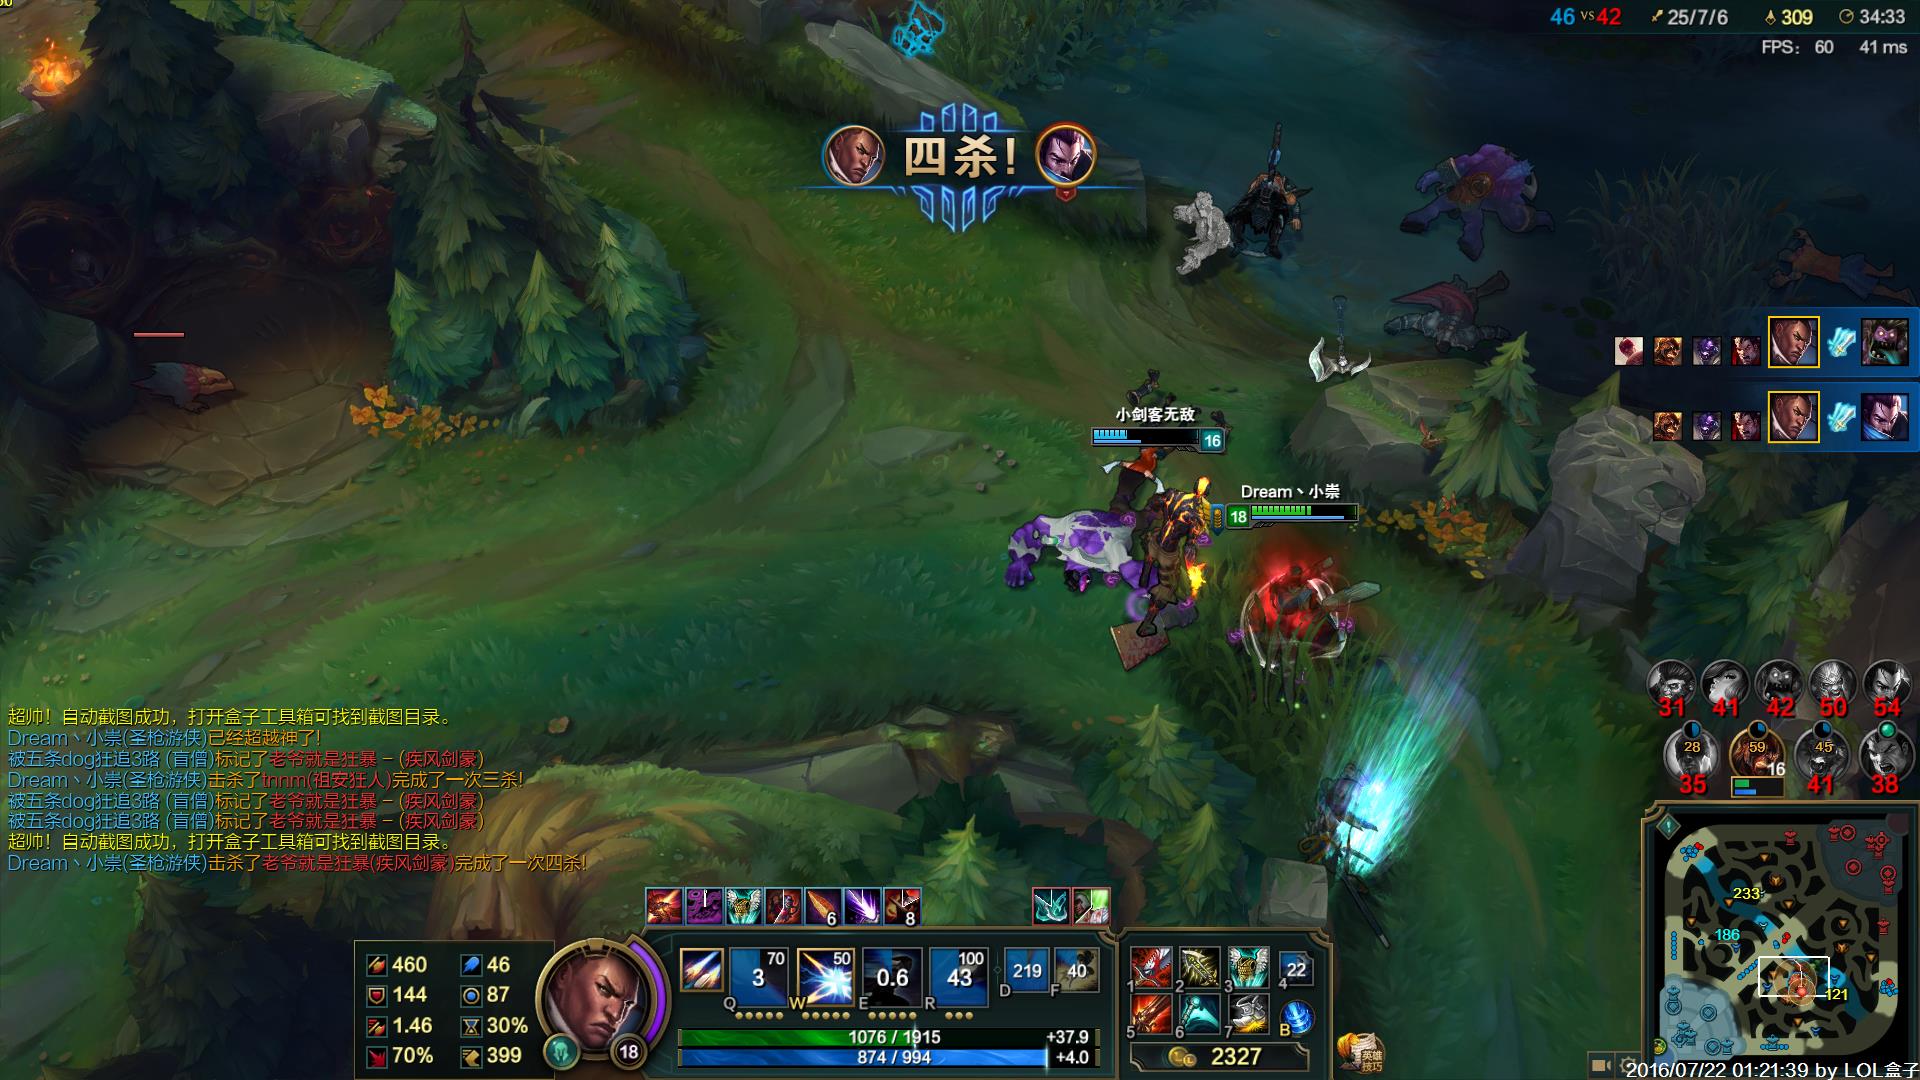 46 vs 42 25/7/6 309 34:33
FPS: 60 41 ms
四杀!
小剑客无敌
16
Dream丶小崇
18
31 41 42 50 54
28 59 45
16
35 41 38
超帅！自动截图成功，打开盒子工具箱可找到截图目录。
Dream丶小崇(圣枪游侠)已经超越神了!
被五条dog狂追3路 (盲僧)标记了老爷就是狂暴 - (疾风剑豪)
Dream丶小崇(圣枪游侠)击杀了tnnm(祖安狂人)完成了一次三杀!
被五条dog狂追3路 (盲僧)标记了老爷就是狂暴 - (疾风剑豪)
被五条dog狂追3路 (盲僧)标记了老爷就是狂暴 - (疾风剑豪)
超帅！自动截图成功，打开盒子工具箱可找到截图目录。
Dream丶小崇(圣枪游侠)击杀了老爷就是狂暴(疾风剑豪)完成了一次四杀!
233
186
121
6 8
460 46
144 87
1.46 30%
70% 399
18
70 50 100
3 0.6 43 219 40
Q W E R D F
1076 / 1915 +37.9
874 / 994 +4.0
1 2 3 4 22
5 6 7 B
2327
英雄
技巧
2016/07/22 01:21:39 by LOL盒子